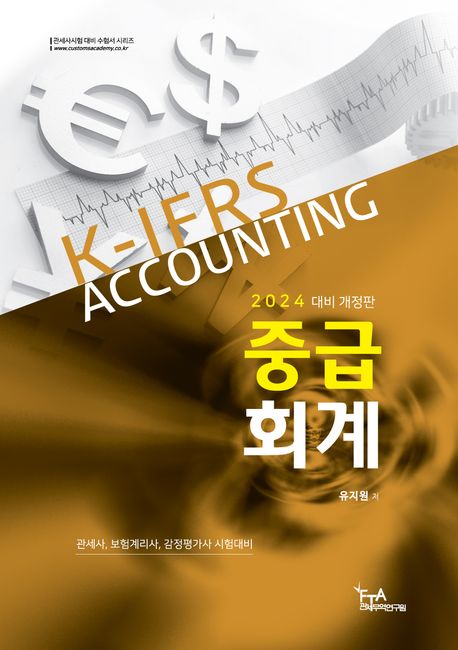 관세사시험 대비 수험서 시리즈
www.customsacademy.co.kr
K-IFRS
ACCOUNTING
2024 대비 개정판
중급
회계
유지원 저
관세사, 보험계리사, 감정평가사 시험대비
FTA
관세무역연구원